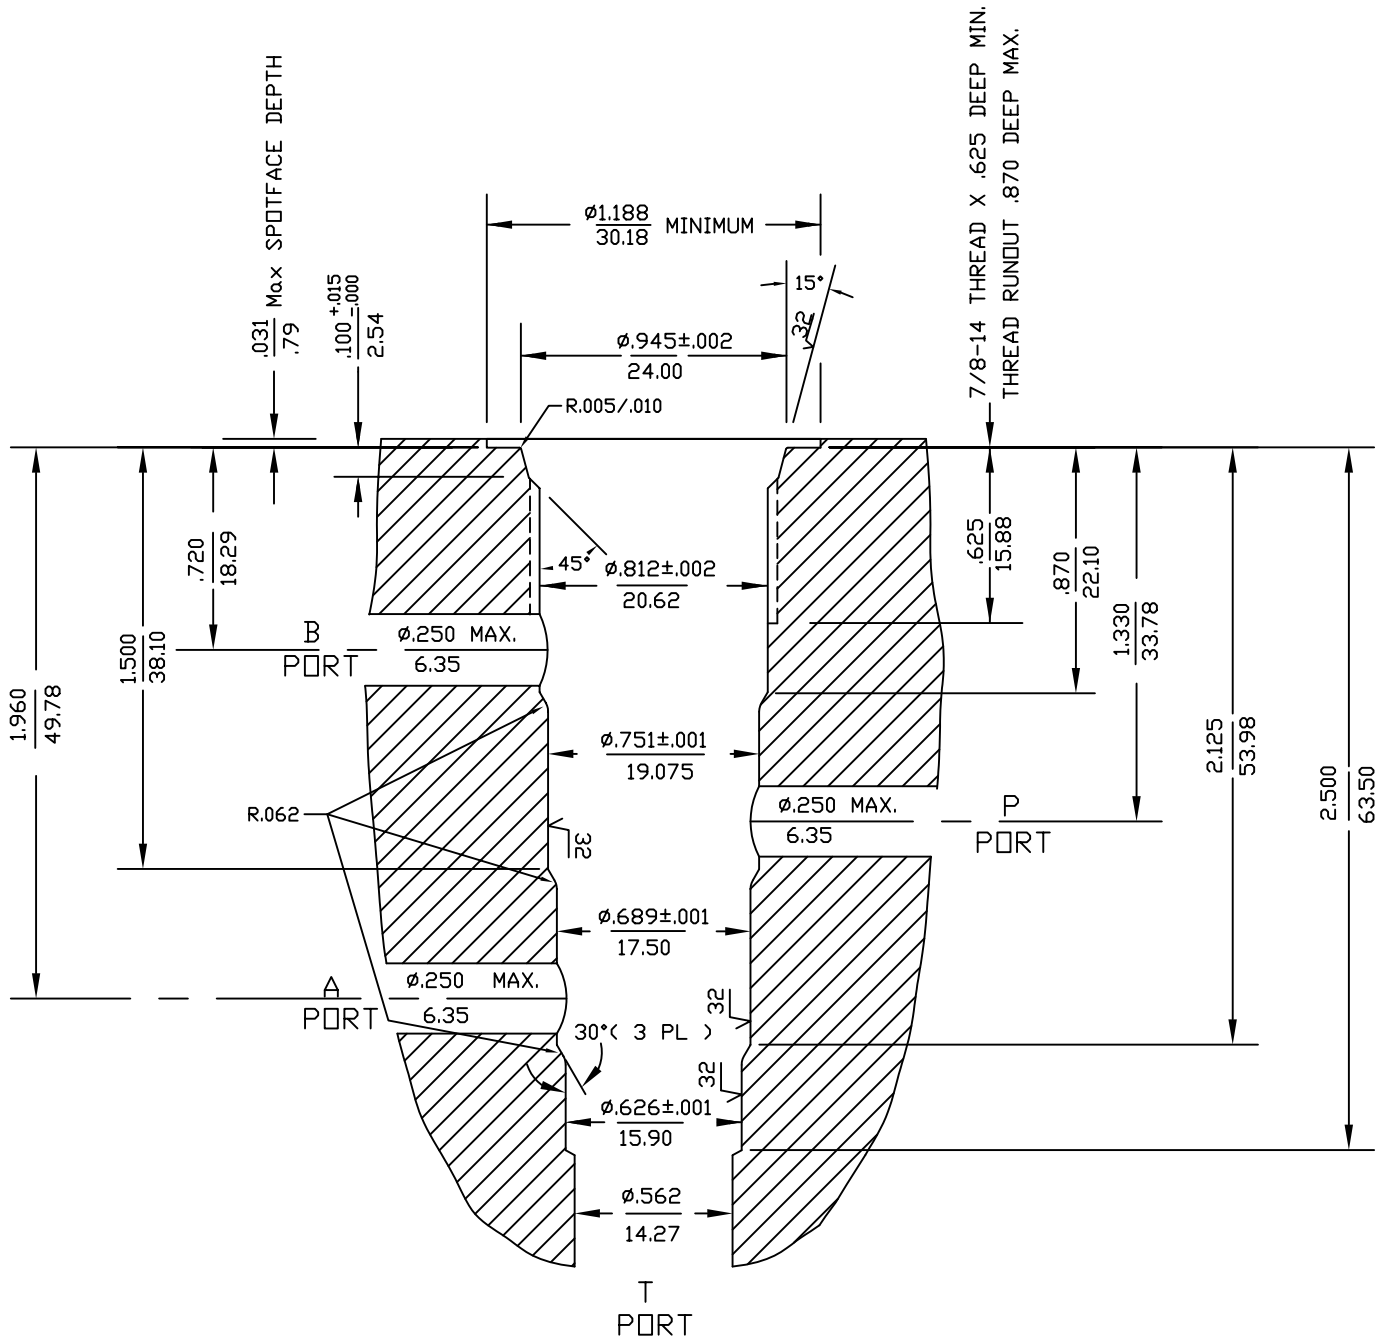 .031 Max SPOTFACE DEPTH
.79
.100 +.015 -.000
2.54
Ø1.188 MINIMUM
30.18
15°
32
Ø.945±.002
24.00
R.005/.010
7/8-14 THREAD X .625 DEEP MIN.
THREAD RUNOUT .870 DEEP MAX.
.720
18.29
45°
Ø.812±.002
20.62
.625
15.88
.870
22.10
1.330
33.78
B
PORT
Ø.250 MAX.
6.35
1.500
38.10
1.960
49.78
Ø.751±.001
19.075
2.125
53.98
2.500
63.50
R.062
32
Ø.250 MAX.
6.35
P
PORT
Ø.689±.001
17.50
A
PORT
Ø.250 MAX.
6.35
32
30°( 3 PL )
32
Ø.626±.001
15.90
Ø.562
14.27
T
PORT